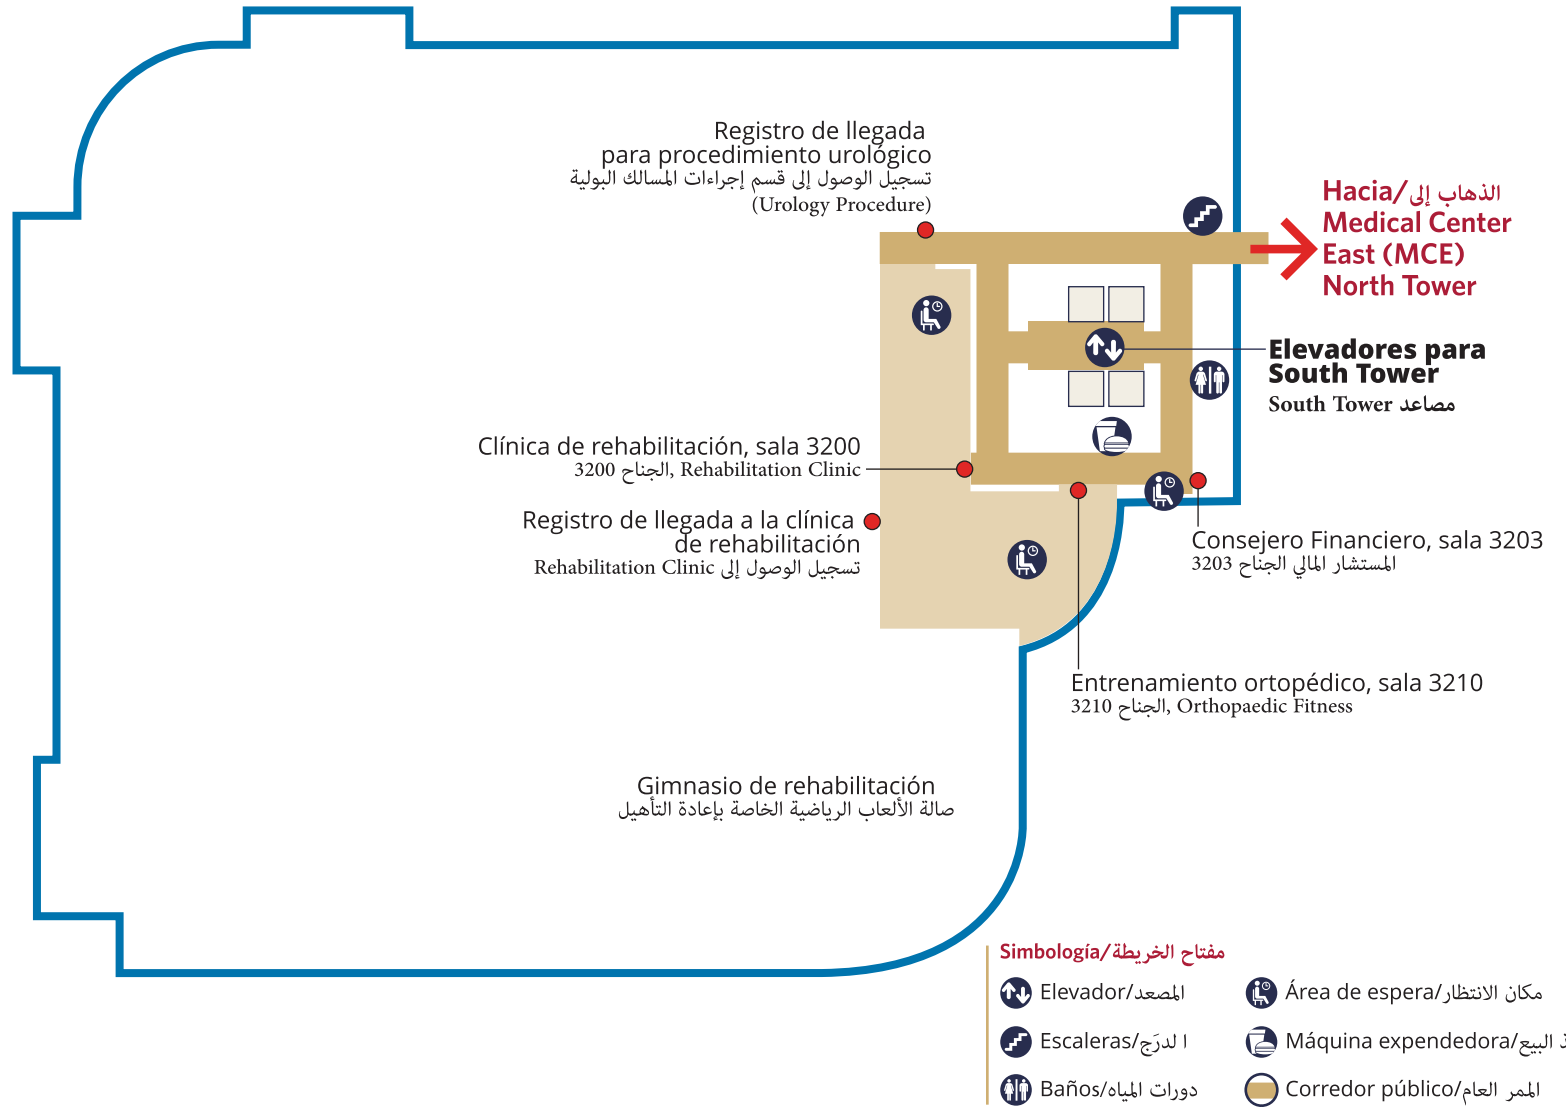 Registro de llegada
para procedimiento urológico
تسجيل الوصول إلى قسم إجراءات المسالك البولية
(Urology Procedure)
Hacia/الذهاب إلى
Medical Center
East (MCE)
North Tower
Elevadores para
South Tower
مصاعد South Tower
Clínica de rehabilitación, sala 3200
الجناح 3200, Rehabilitation Clinic
Registro de llegada a la clínica
de rehabilitación
تسجيل الوصول إلى Rehabilitation Clinic
Consejero Financiero, sala 3203
المستشار المالي الجناح 3203
Entrenamiento ortopédico, sala 3210
الجناح 3210, Orthopaedic Fitness
Gimnasio de rehabilitación
صالة الألعاب الرياضية الخاصة بإعادة التأهيل
Simbología/مفتاح الخريطة
Elevador/المصعد
Área de espera/مكان الانتظار
Escaleras/ا لدرَج
Máquina expendedora/ذ البيع
Baños/دورات المياه
Corredor público/الممر العام